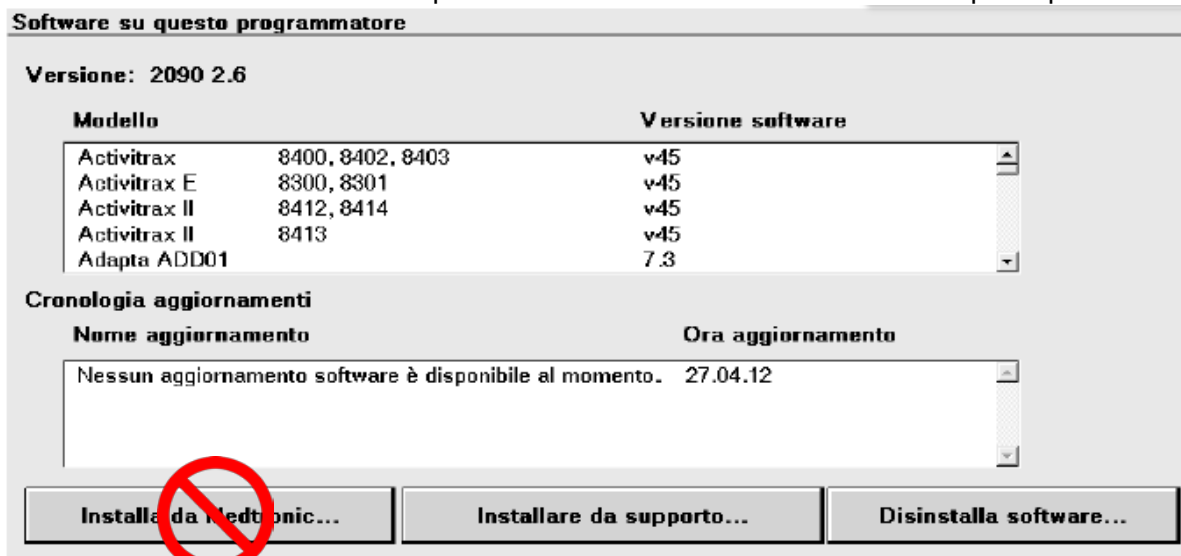 Software su questo programmatore
Versione: 2090 2.6
Modello Versione software
Activitrax 8400, 8402, 8403 v45
Activitrax E 8300, 8301 v45
Activitrax II 8412, 8414 v45
Activitrax II 8413 v45
Adapta ADD01 7.3
Cronologia aggiornamenti
Nome aggiornamento Ora aggiornamento
Nessun aggiornamento software è disponibile al momento. 27.04.12
Installa da Medtronic... Installare da supporto... Disinstalla software...